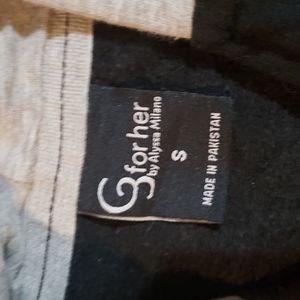 G for her
by Alyssa Milano
S
MADE IN PAKISTAN